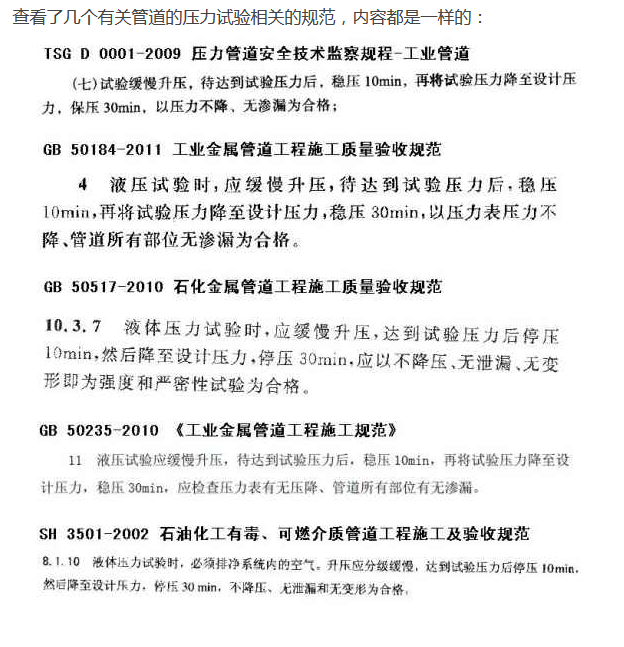 查看了几个有关管道的压力试验相关的规范，内容都是一样的：
TSG D 0001-2009 压力管道安全技术监察规程-工业管道
(七)试验缓慢升压，待达到试验压力后，稳压 10min，再将试验压力降至设计压
力，保压 30min，以压力不降、无渗漏为合格；
GB 50184-2011 工业金属管道工程施工质量验收规范
4 液压试验时，应缓慢升压，待达到试验压力后，稳压
10min，再将试验压力降至设计压力，稳压 30min，以压力表压力不
降、管道所有部位无渗漏为合格。
GB 50517-2010 石化金属管道工程施工质量验收规范
10.3.7 液体压力试验时，应缓慢升压，达到试验压力后停压
10min，然后降至设计压力，停压 30min，应以不降压、无泄漏、无变
形即为强度和严密性试验为合格。
GB 50235-2010 《工业金属管道工程施工规范》
11 液压试验应缓慢升压，待达到试验压力后，稳压 10min，再将试验压力降至设
计压力，稳压 30min，应检查压力表有无压降、管道所有部位有无渗漏。
SH 3501-2002 石油化工有毒、可燃介质管道工程施工及验收规范
8.1.10 液体压力试验时，必须排净系统内的空气。升压应分级缓慢，达到试验压力后停压 10min，
然后降至设计压力，停压 30 min，不降压、无泄漏和无变形为合格。